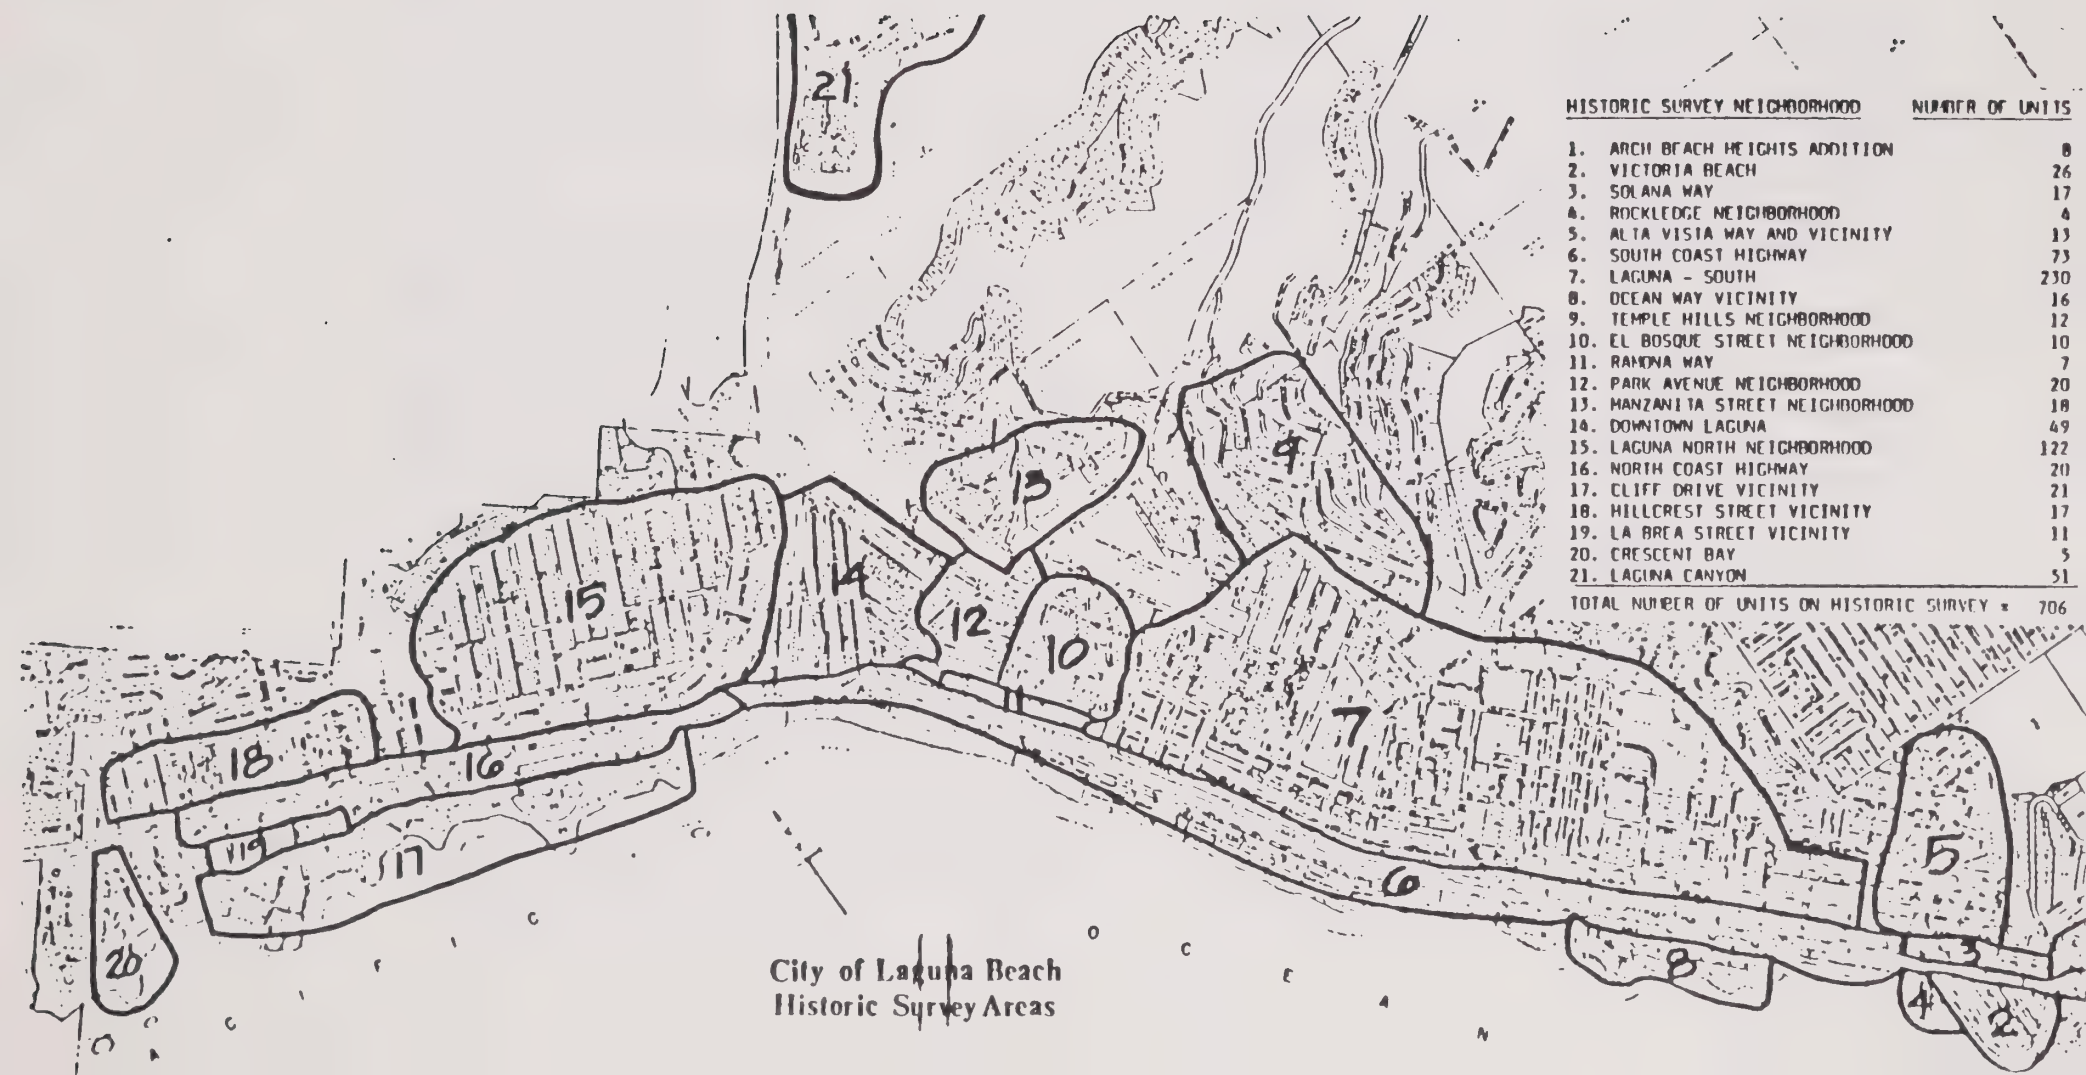 HISTORIC SURVEY NEIGHBORHOOD NUMBER OF UNITS
1. ARCH BEACH HEIGHTS ADDITION 8
2. VICTORIA BEACH 26
3. SOLANA WAY 17
4. ROCKLEDGE NEIGHBORHOOD 4
5. ALTA VISTA WAY AND VICINITY 13
6. SOUTH COAST HIGHWAY 73
7. LAGUNA - SOUTH 230
8. OCEAN WAY VICINITY 16
9. TEMPLE HILLS NEIGHBORHOOD 12
10. EL BOSQUE STREET NEIGHBORHOOD 10
11. RAMONA WAY 7
12. PARK AVENUE NEIGHBORHOOD 20
13. MANZANITA STREET NEIGHBORHOOD 18
14. DOWNTOWN LAGUNA 49
15. LAGUNA NORTH NEIGHBORHOOD 122
16. NORTH COAST HIGHWAY 20
17. CLIFF DRIVE VICINITY 21
18. HILLCREST STREET VICINITY 17
19. LA BREA STREET VICINITY 11
20. CRESCENT BAY 5
21. LAGUNA CANYON 51
TOTAL NUMBER OF UNITS ON HISTORIC SURVEY = 706
21
9
13
14
15
12
10
7
18
16
19
17
20
6
5
8
3
4
2
PACIFIC OCEAN
City of Laguna Beach
Historic Survey Areas